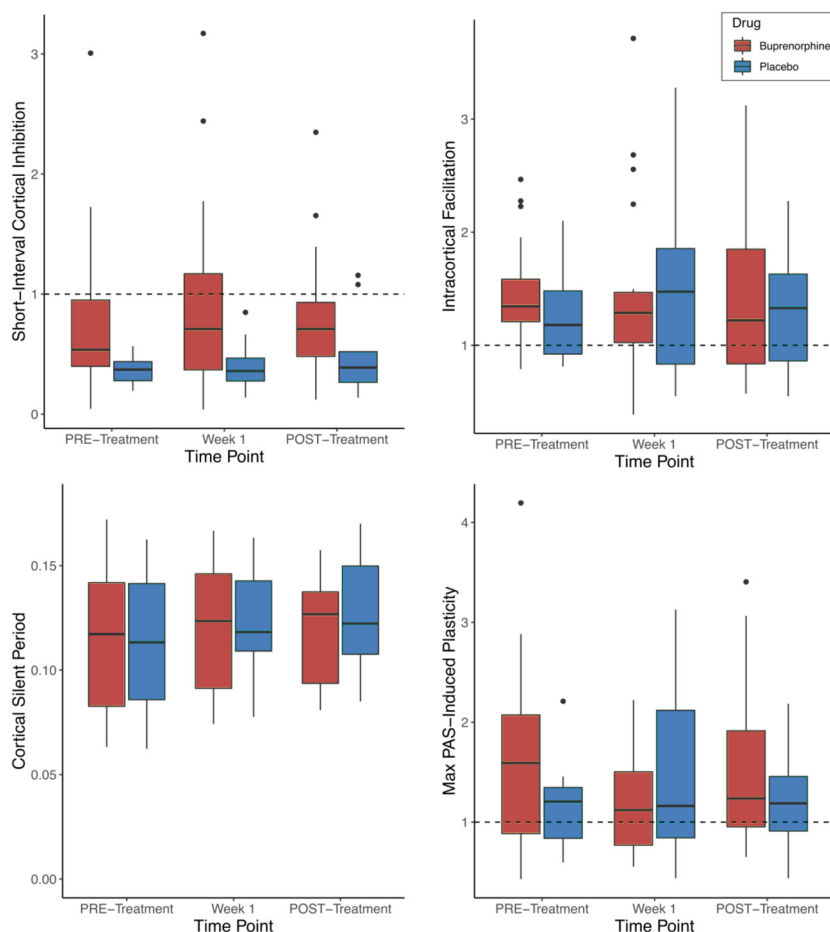 Short−Interval Cortical Inhibition
3
2
1
0
PRE−Treatment Week 1 POST−Treatment
Time Point
Drug
Buprenorphine
Placebo
Intracortical Facilitation
3
2
1
PRE−Treatment Week 1 POST−Treatment
Time Point
Cortical Silent Period
0.15
0.10
0.05
0.00
PRE−Treatment Week 1 POST−Treatment
Time Point
Max PAS−Induced Plasticity
4
3
2
1
PRE−Treatment Week 1 POST−Treatment
Time Point